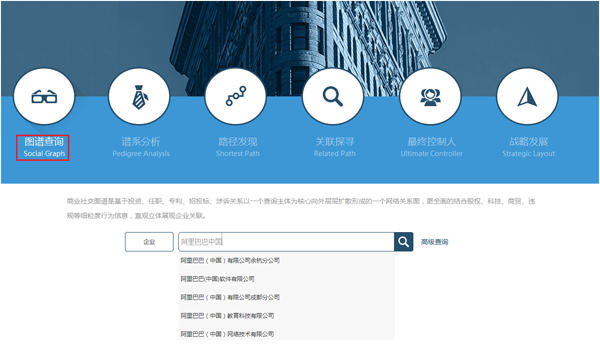 图谱查询 谱系分析 路径发现 关联探寻 最终控制人 战略发展
Social Graph Pedigree Analysis Shortest Path Related Path Ultimate Controller Strategic Layout
商业社交图谱是基于投资、任职、专利、招投标、涉诉关系以一个查询主体为核心向外层层扩散形成的一个网络关系图，更全面的结合股权、科技、商贸、违
规等细粒度行为信息，直观立体展现企业关联。
企业 阿里巴巴中国 高级查询
阿里巴巴（中国）有限公司余杭分公司
阿里巴巴(中国)软件有限公司
阿里巴巴（中国）有限公司成都分公司
阿里巴巴（中国）教育科技有限公司
阿里巴巴（中国）网络技术有限公司